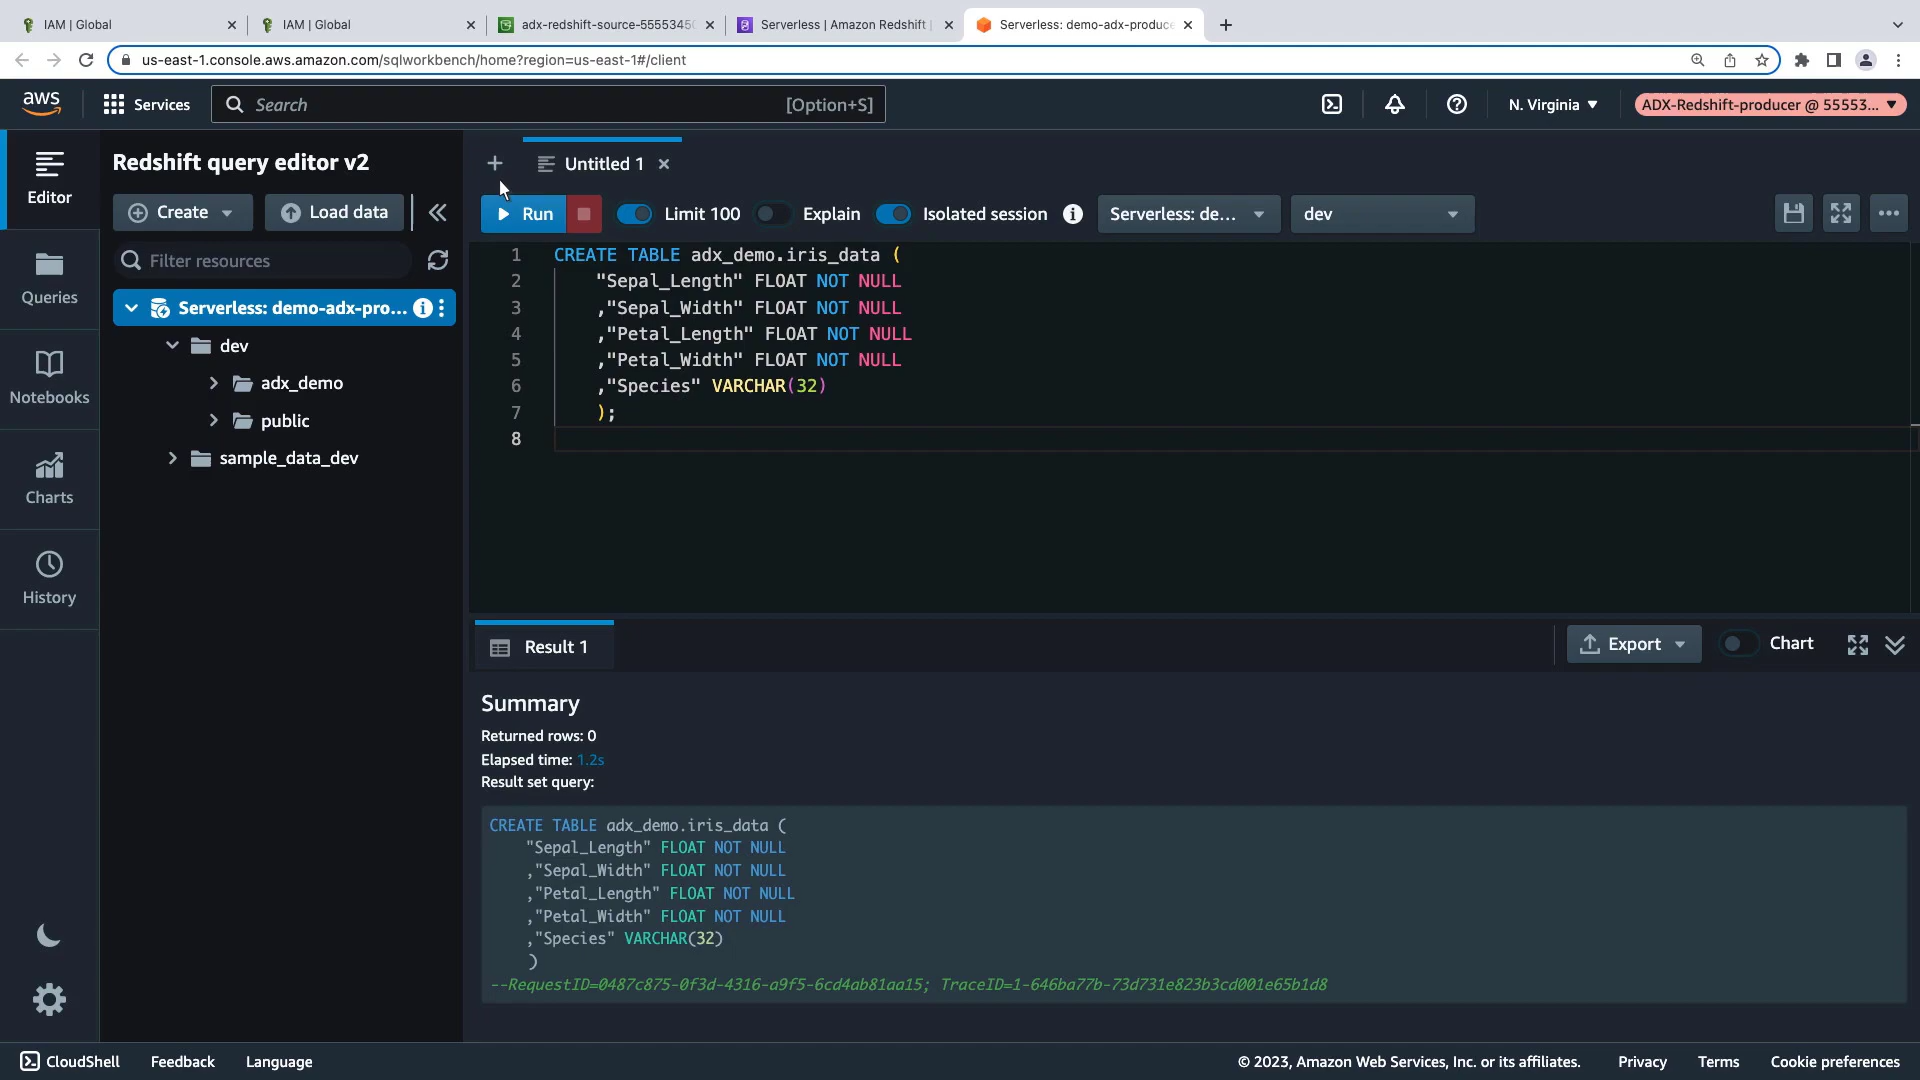 IAM | Global
IAM | Global
adx-redshift-source-55553450
Serverless | Amazon Redshift |
Serverless: demo-adx-produce
us-east-1.console.aws.amazon.com/sqlworkbench/home?region=us-east-1#/client
aws
Services
Search
[Option+S]
N. Virginia
ADX-Redshift-producer @ 55553...
Editor
Queries
Notebooks
Charts
History
Redshift query editor v2
Create
Load data
Filter resources
Serverless: demo-adx-pro...
dev
adx_demo
public
sample_data_dev
Untitled 1
Run
Limit 100
Explain
Isolated session
Serverless: de...
dev
1 CREATE TABLE adx_demo.iris_data (
2 "Sepal_Length" FLOAT NOT NULL
3 ,"Sepal_Width" FLOAT NOT NULL
4 ,"Petal_Length" FLOAT NOT NULL
5 ,"Petal_Width" FLOAT NOT NULL
6 ,"Species" VARCHAR(32)
7 );
8
Result 1
Export
Chart
Summary
Returned rows: 0
Elapsed time: 1.2s
Result set query:
CREATE TABLE adx_demo.iris_data (
"Sepal_Length" FLOAT NOT NULL
,"Sepal_Width" FLOAT NOT NULL
,"Petal_Length" FLOAT NOT NULL
,"Petal_Width" FLOAT NOT NULL
,"Species" VARCHAR(32)
)
--RequestID=0487c875-0f3d-4316-a9f5-6cd4ab81aa15; TraceID=1-646ba77b-73d731e823b3cd001e65b1d8
CloudShell
Feedback
Language
© 2023, Amazon Web Services, Inc. or its affiliates.
Privacy
Terms
Cookie preferences